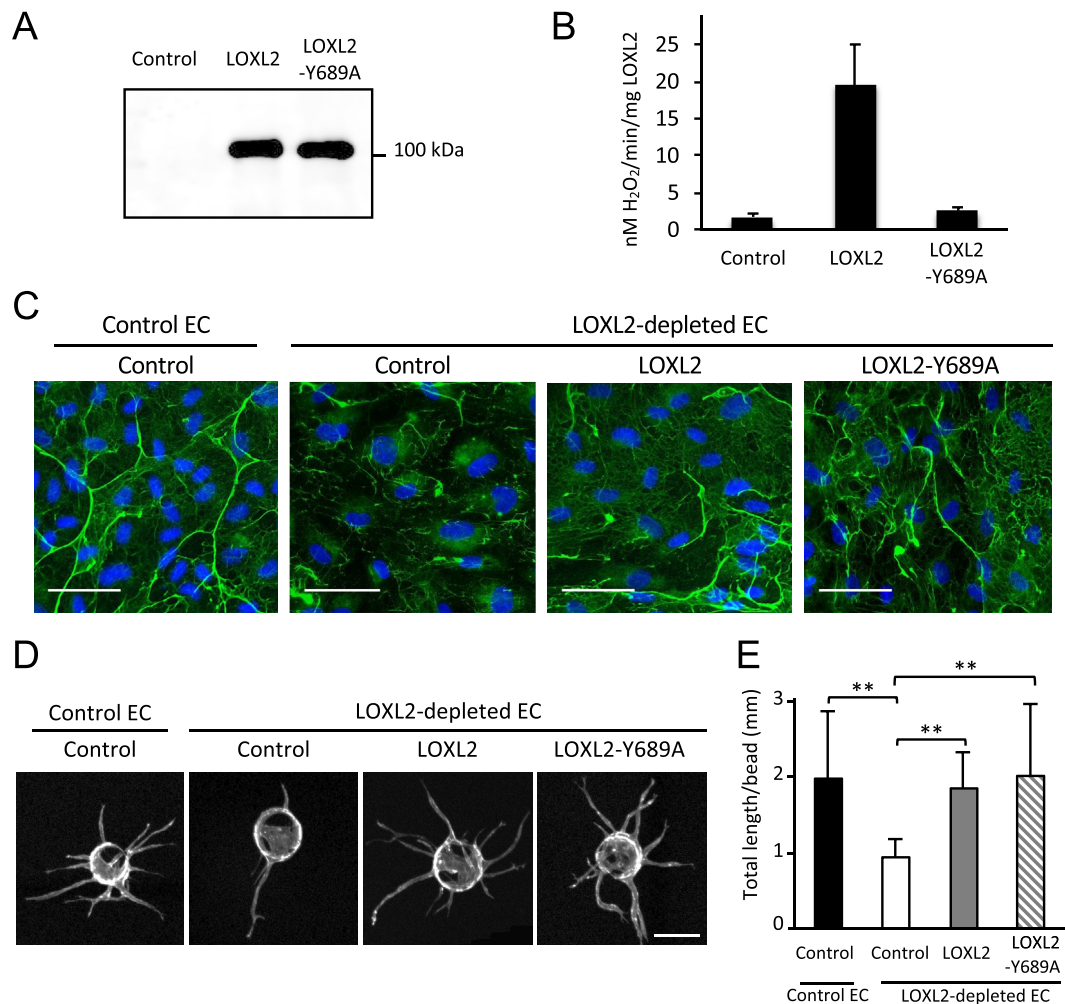 A
Control
LOXL2
LOXL2
-Y689A
100 kDa
B
nM H₂O₂/min/mg LOXL2
25
20
15
10
5
0
Control
LOXL2
LOXL2
-Y689A
C
Control EC
LOXL2-depleted EC
Control
Control
LOXL2
LOXL2-Y689A
D
Control EC
LOXL2-depleted EC
Control
Control
LOXL2
LOXL2-Y689A
E
Total length/bead (mm)
3
2
1
0
**
**
**
Control
Control
LOXL2
LOXL2
-Y689A
Control EC
LOXL2-depleted EC